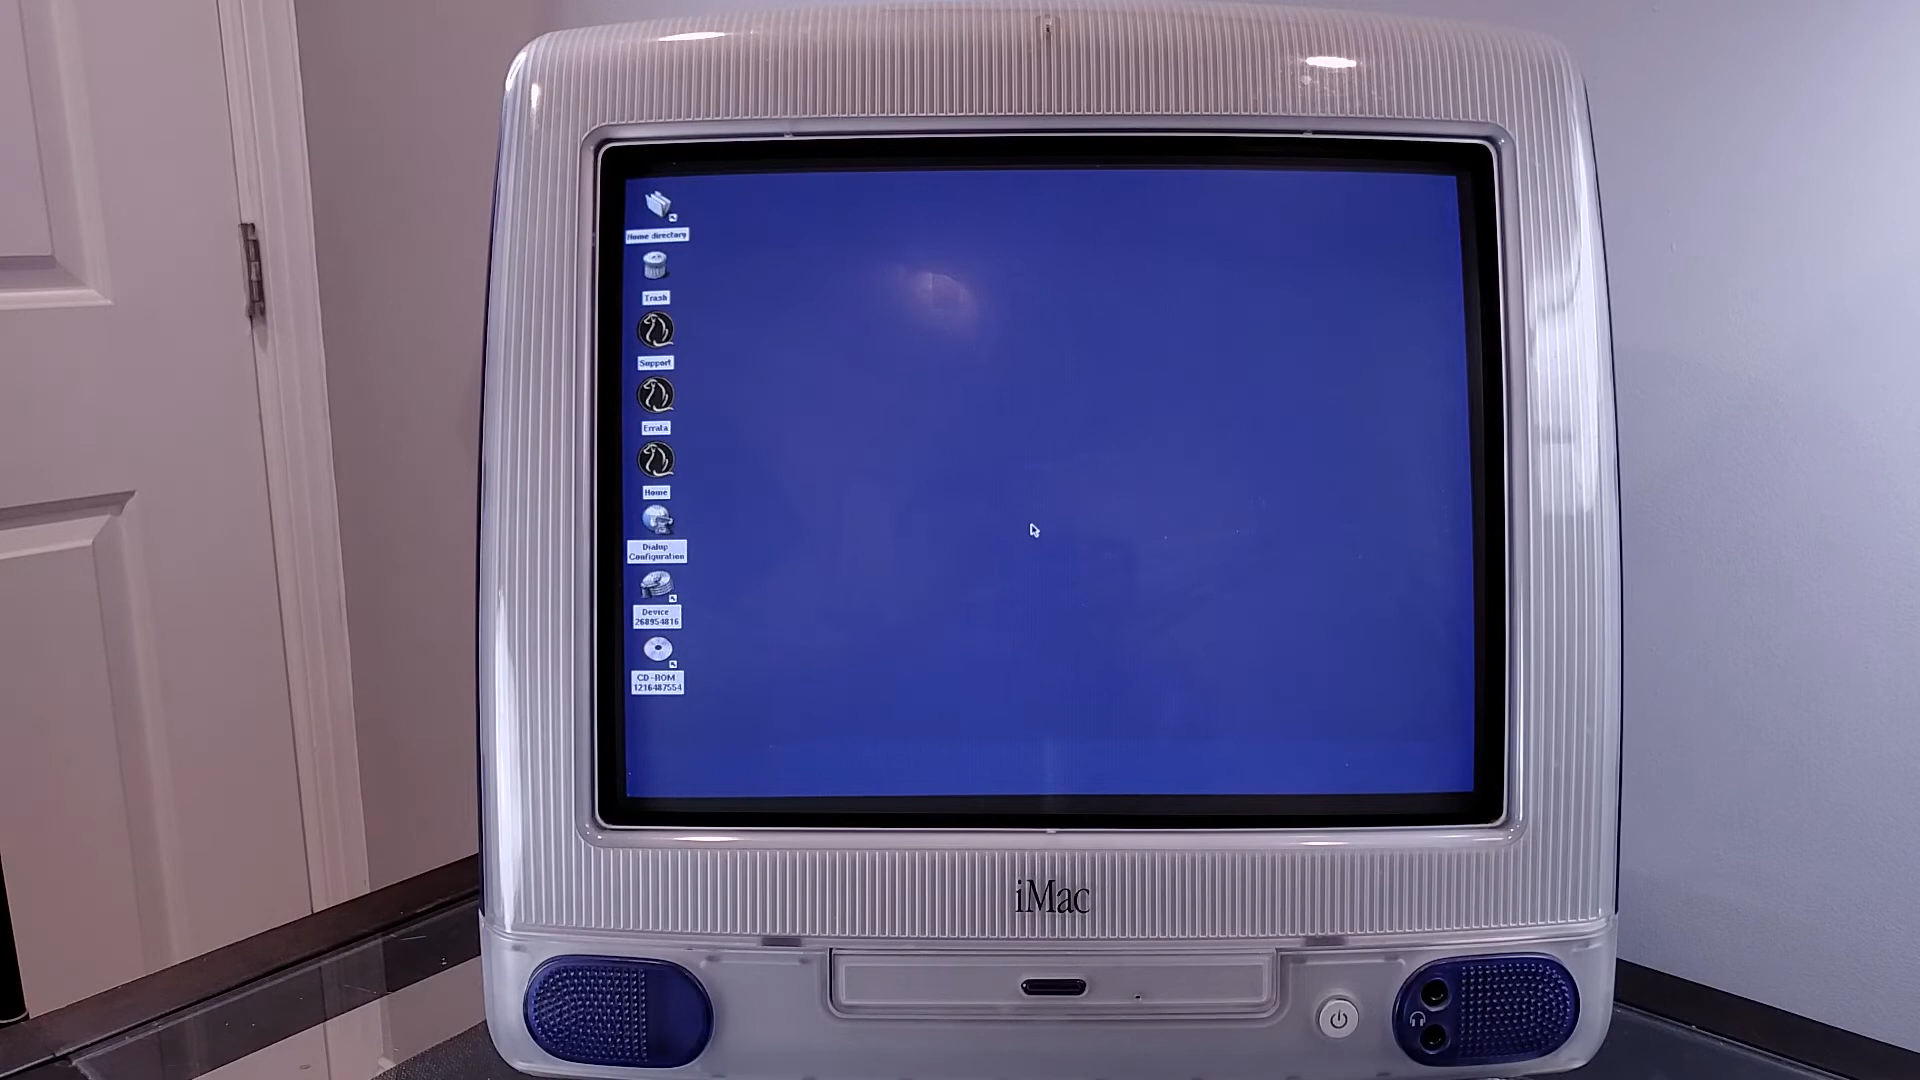 Home directory
Trash
Support
Errata
Home
Dialup
Configuration
Device
268954816
CD-ROM
1216487554
iMac